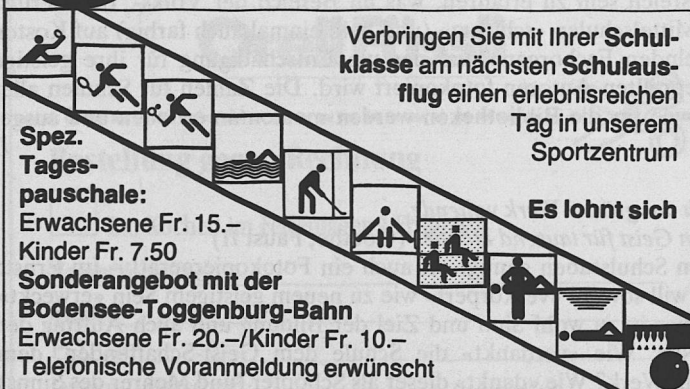 Verbringen Sie mit Ihrer Schul-
klasse am nächsten Schulaus-
flug einen erlebnisreichen
Tag in unserem
Sportzentrum
Es lohnt sich
Spez.
Tages-
pauschale:
Erwachsene Fr. 15.–
Kinder Fr. 7.50
Sonderangebot mit der
Bodensee-Toggenburg-Bahn
Erwachsene Fr. 20.–/Kinder Fr. 10.–
Telefonische Voranmeldung erwünscht